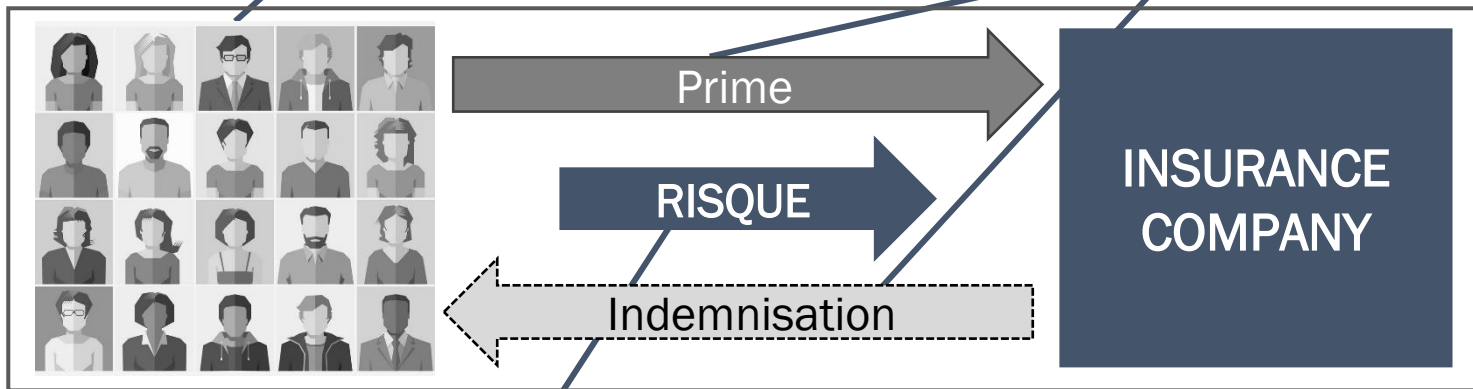 Prime
RISQUE
Indemnisation
INSURANCE
COMPANY